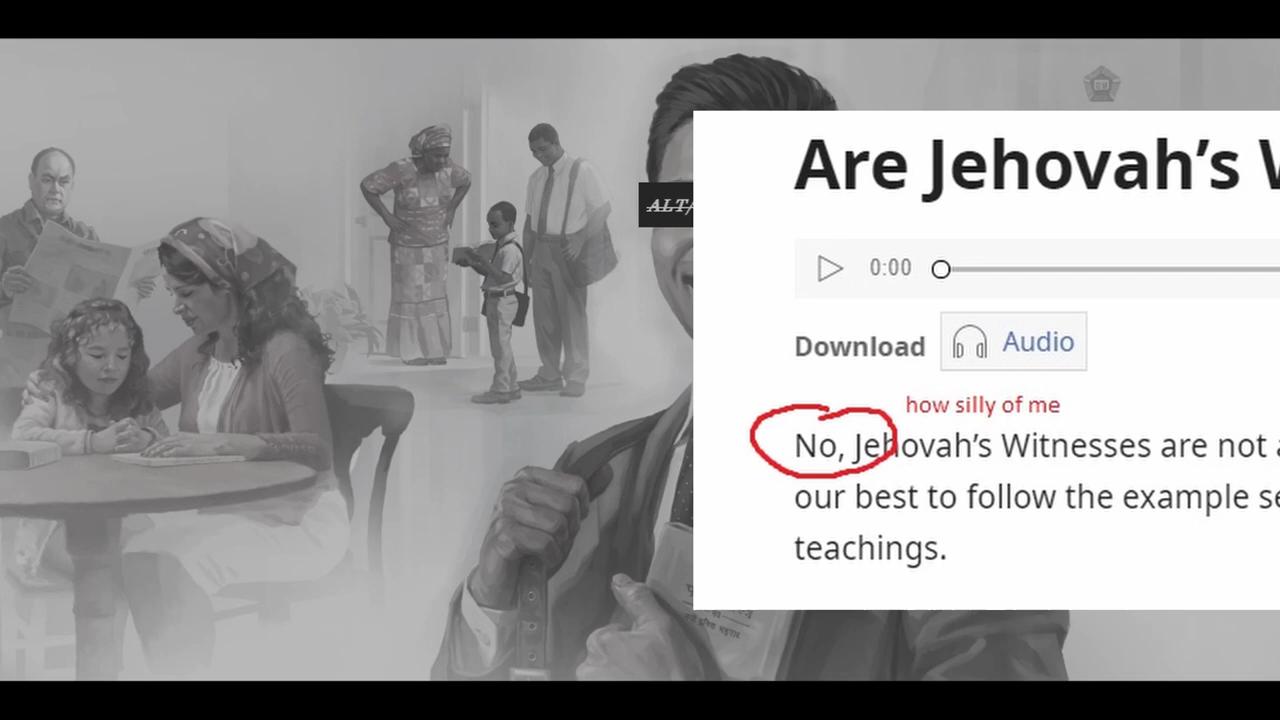 Are Jehovah’s
ALT
0:00
Download Audio
how silly of me
No, Jehovah’s Witnesses are not
our best to follow the example
teachings.